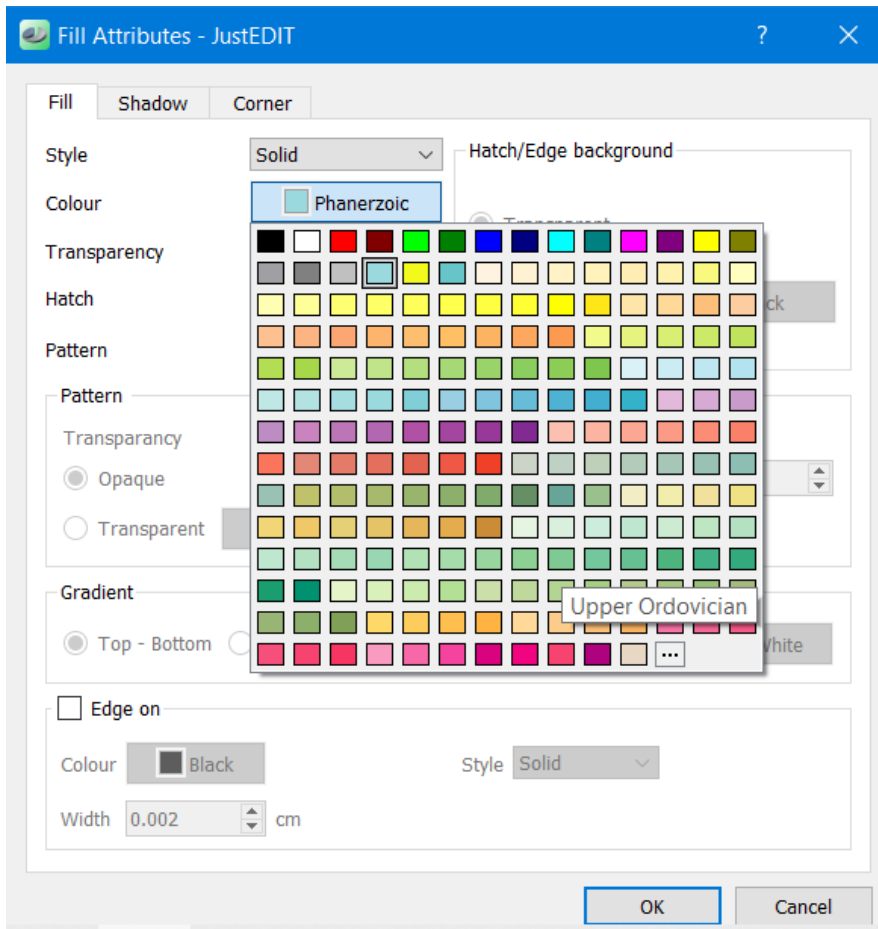 Fill Attributes - JustEDIT
?
Fill Shadow Corner
Style Solid
Hatch/Edge background
Colour Phanerzoic
Transparency
Hatch
Pattern
Pattern
Transparancy
Opaque
Transparent
Upper Ordovician
Gradient
Top - Bottom
...
Edge on
Colour Black
Style Solid
Width 0.002 cm
OK Cancel